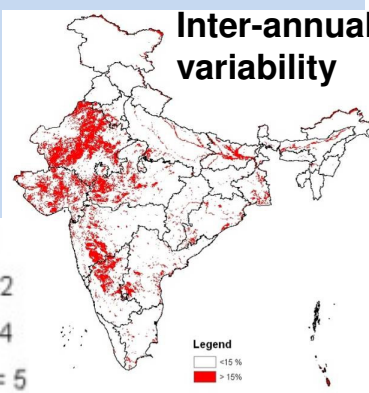 Inter-annual
variability
2
4
= 5
Legend
<15 %
> 15%